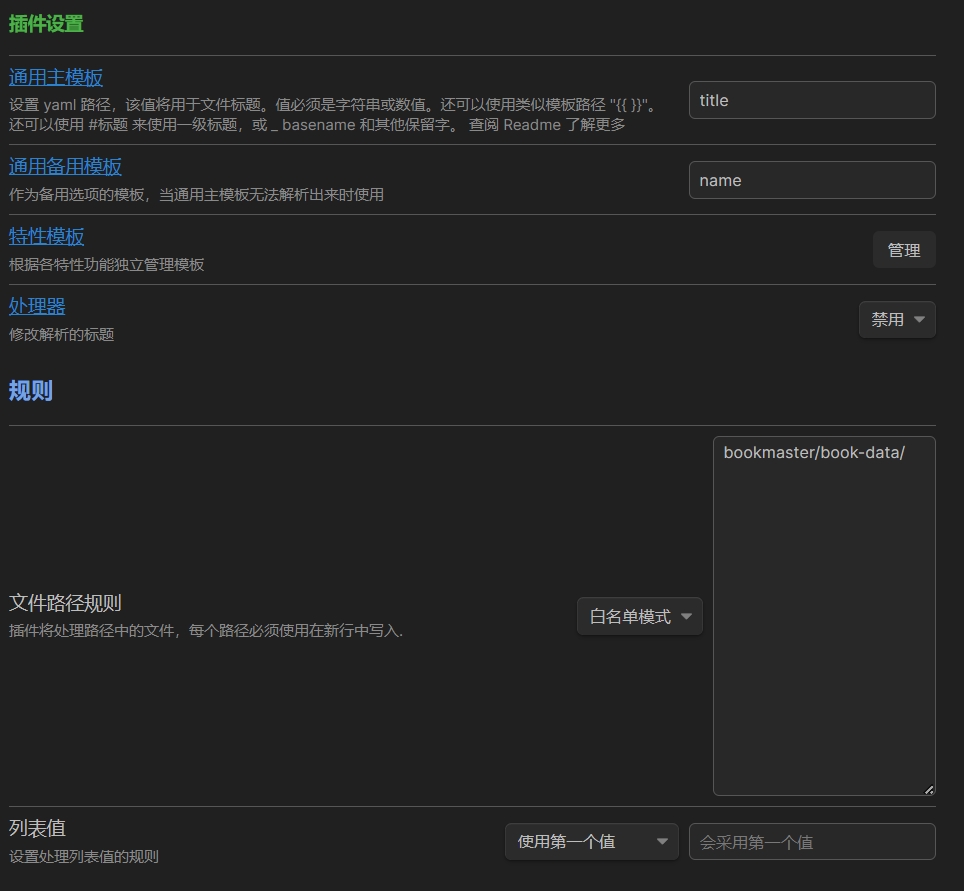 插件设置
通用主模板
设置 yaml 路径，该值将用于文件标题。值必须是字符串或数值。还可以使用类似模板路径 "{{ }}"。
还可以使用 #标题 来使用一级标题，或 _ basename 和其他保留字。 查阅 Readme 了解更多
title
通用备用模板
作为备用选项的模板，当通用主模板无法解析出来时使用
name
特性模板
根据各特性功能独立管理模板
管理
处理器
修改解析的标题
禁用
规则
文件路径规则
插件将处理路径中的文件，每个路径必须使用在新行中写入.
白名单模式
bookmaster/book-data/
列表值
设置处理列表值的规则
使用第一个值
会采用第一个值